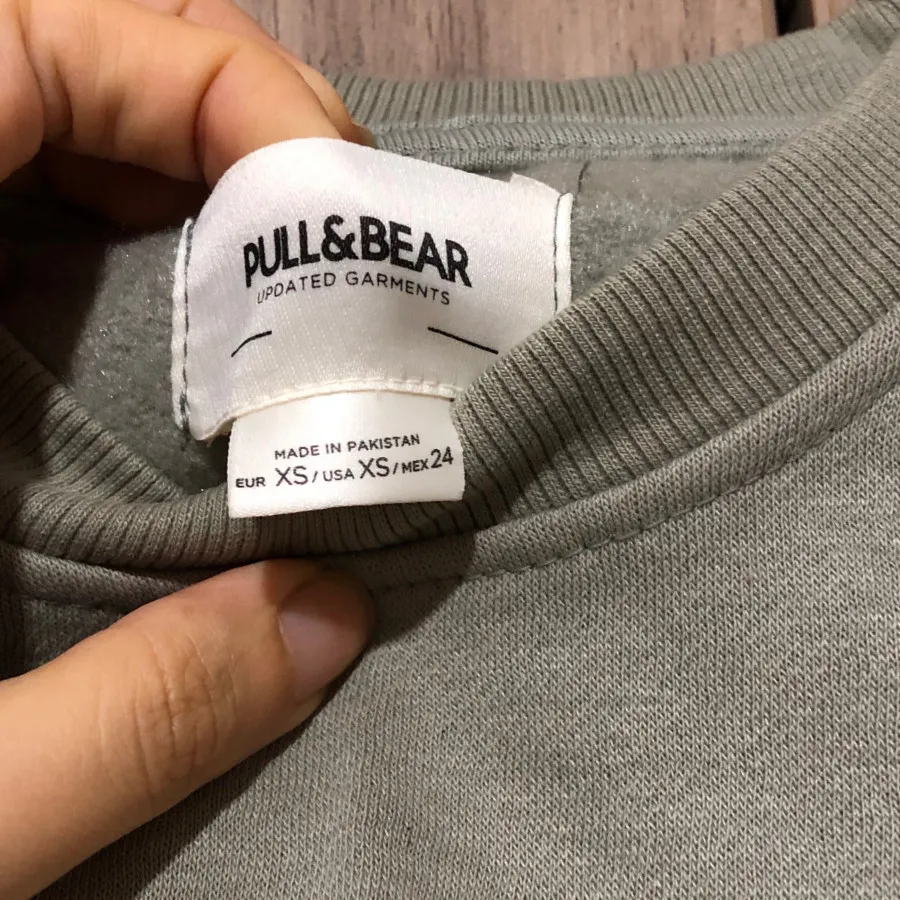 PULL&BEAR
UPDATED GARMENTS
MADE IN PAKISTAN
EUR XS / USA XS / MEX 24